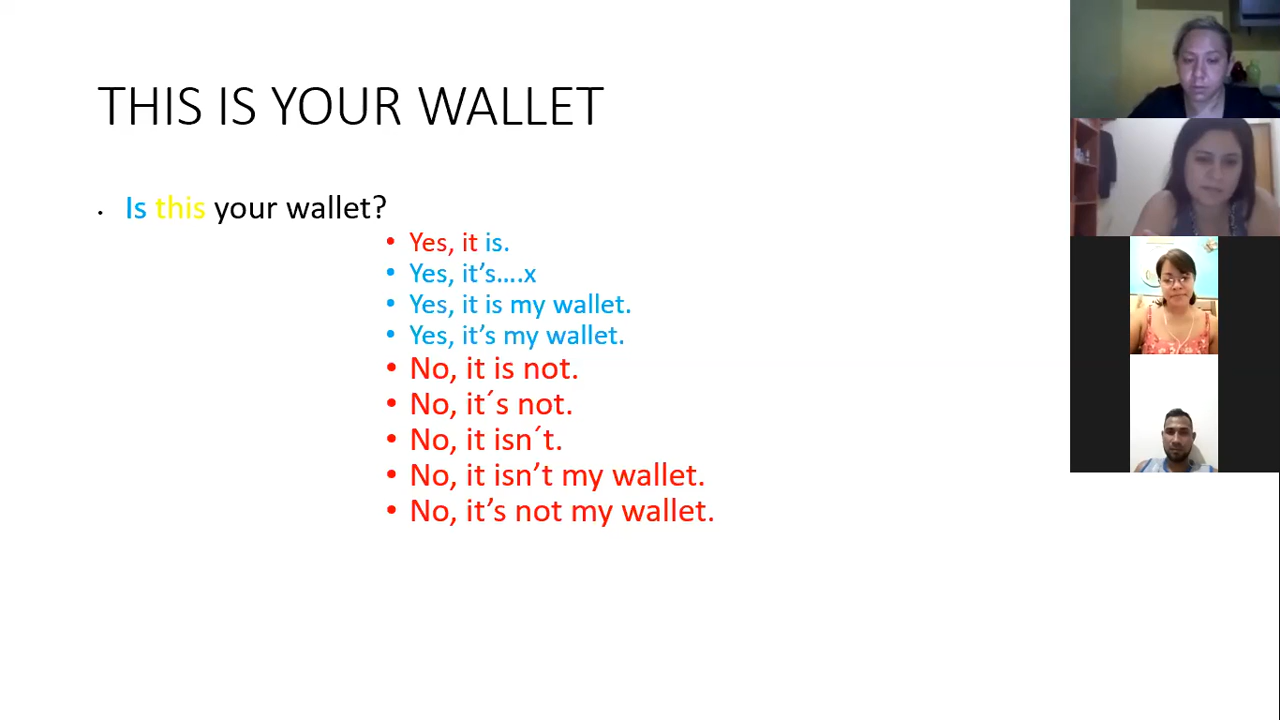 THIS IS YOUR WALLET
• Is this your wallet?
• Yes, it is.
• Yes, it’s….x
• Yes, it is my wallet.
• Yes, it’s my wallet.
• No, it is not.
• No, it´s not.
• No, it isn´t.
• No, it isn’t my wallet.
• No, it’s not my wallet.